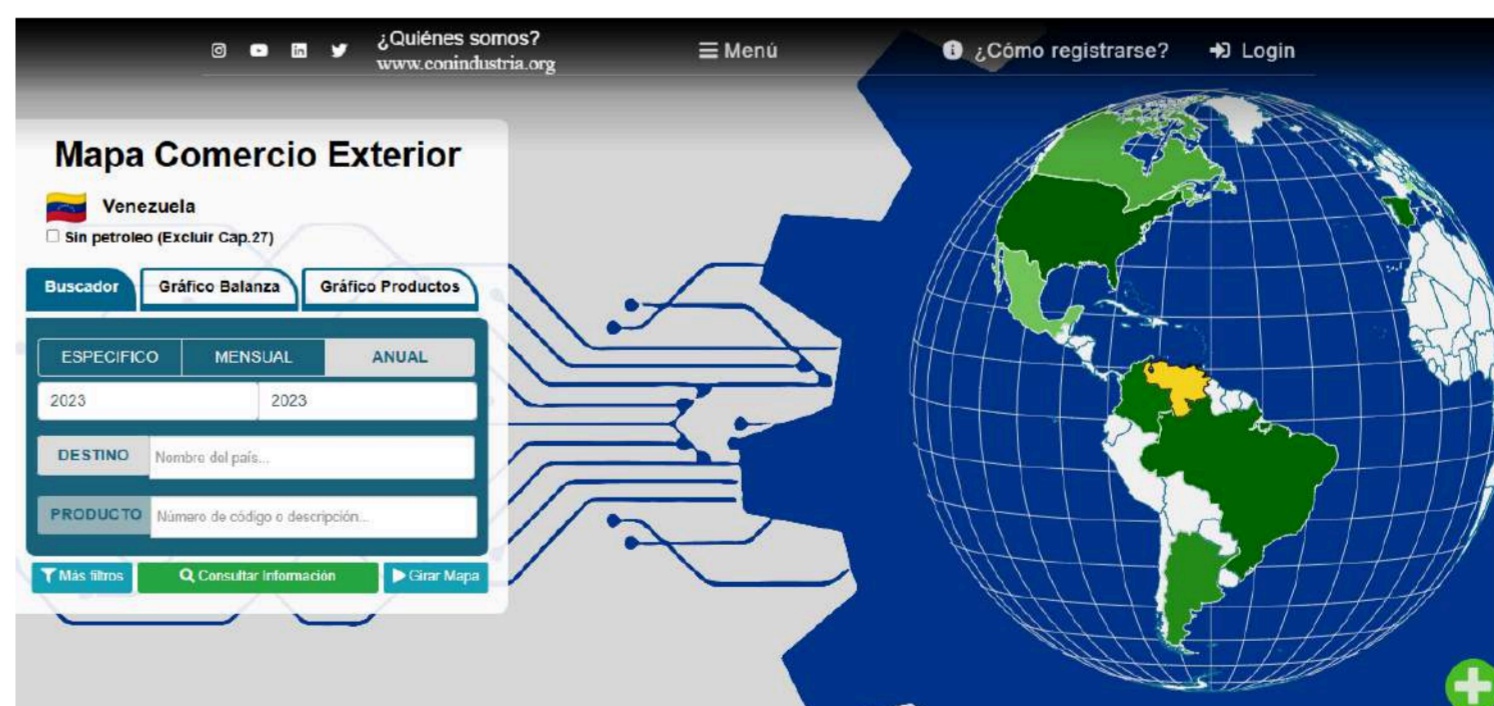 ¿Quiénes somos?
www.conindustria.org
Menú
¿Cómo registrarse?
Login
Mapa Comercio Exterior
Venezuela
Sin petroleo (Excluir Cap.27)
Buscador
Gráfico Balanza
Gráfico Productos
ESPECIFICO
MENSUAL
ANUAL
2023
2023
DESTINO
Nombre del país...
PRODUCTO
Número de código o descripción...
Más filtros
Consultar Información
Girar Mapa